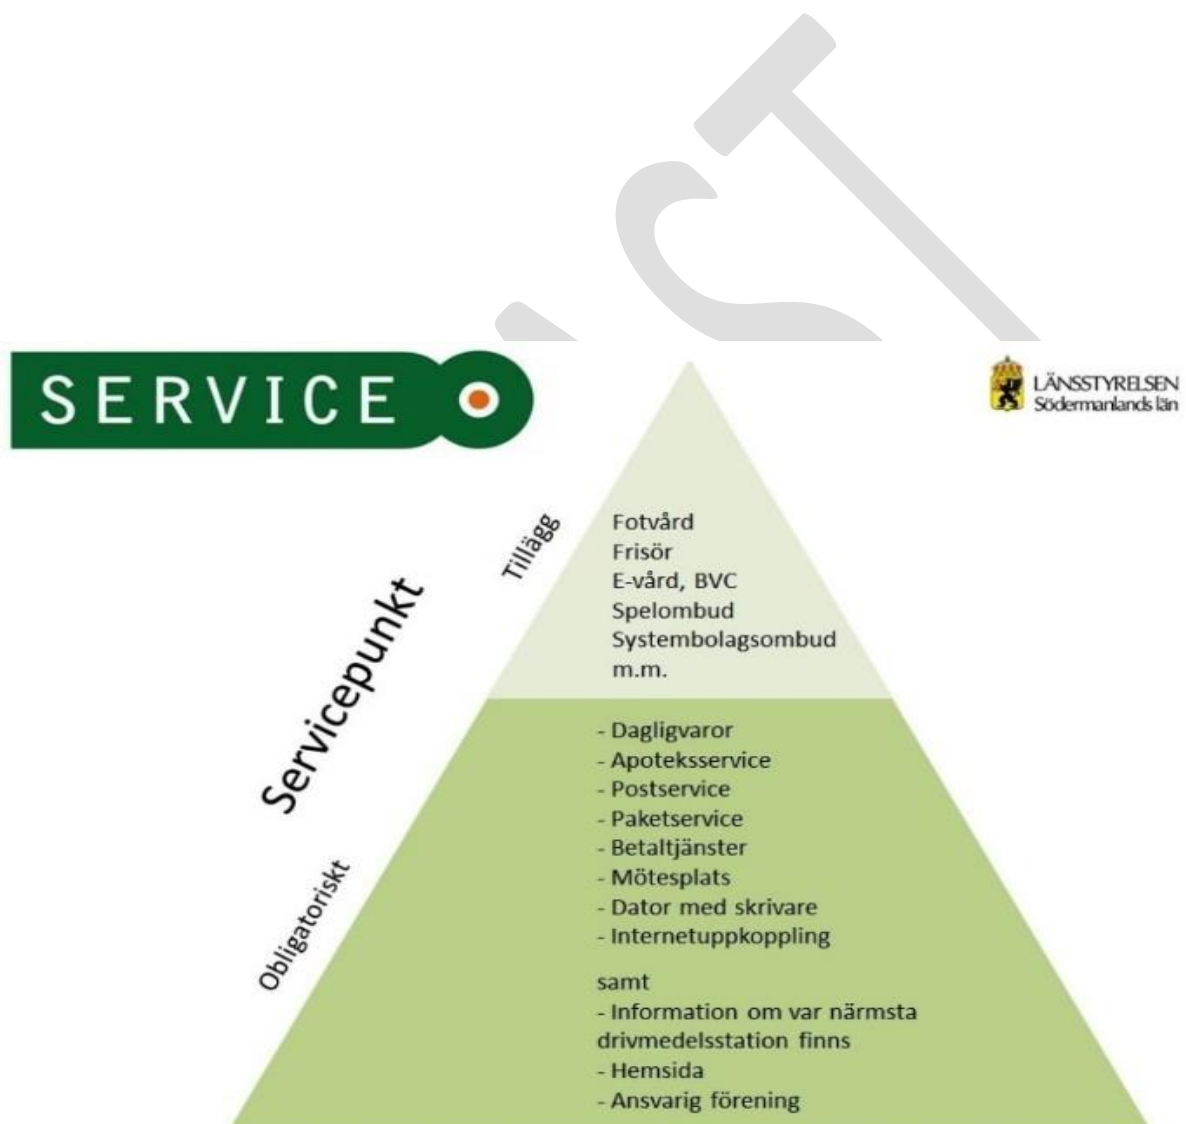 SERVICE
LÄNSSTYRELSEN
Södermanlands län
Servicepunkt
Tillägg
Fotvård
Frisör
E-vård, BVC
Spelombud
Systembolagsombud
m.m.
Obligatoriskt
- Dagligvaror
- Apoteksservice
- Postservice
- Paketservice
- Betaltjänster
- Mötesplats
- Dator med skrivare
- Internetuppkoppling
samt
- Information om var närmsta
drivmedelsstation finns
- Hemsida
- Ansvarig förening